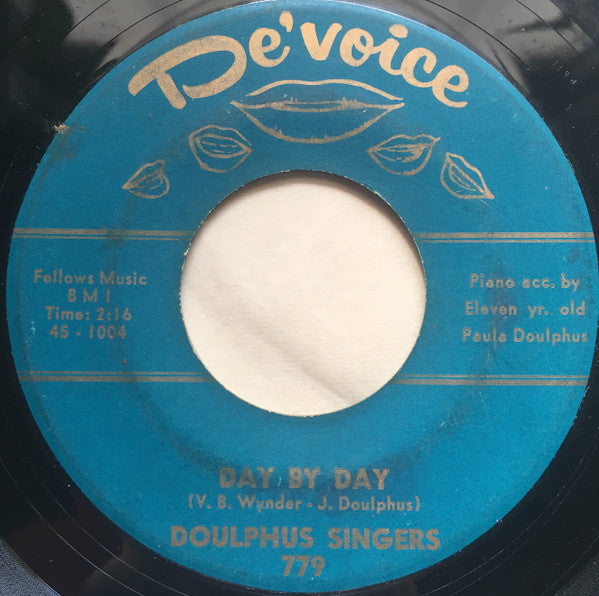 De'voice
Fellows Music
B M I
Time: 2:16
45 - 1004
Piano acc. by
Eleven yr. old
Paula Doulphus
DAY BY DAY
(V. B. Wynder - J. Doulphus)
DOULPHUS SINGERS
779